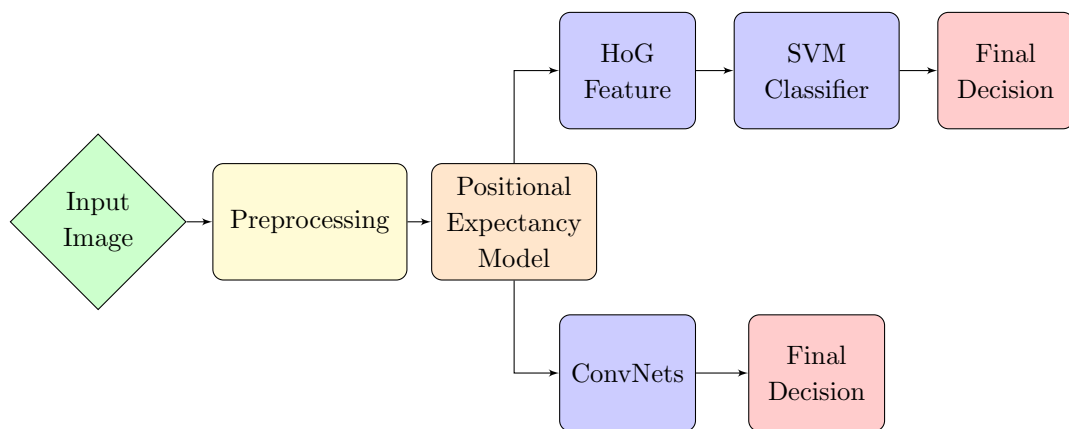 Input
Image
Preprocessing
Positional
Expectancy
Model
HoG
Feature
SVM
Classifier
Final
Decision
ConvNets
Final
Decision